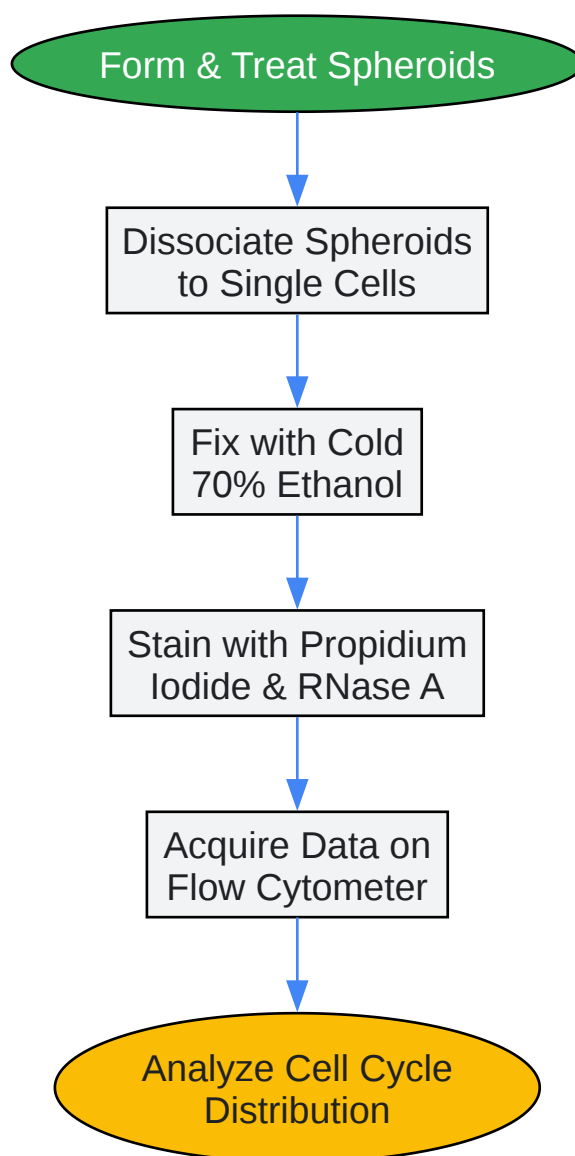 Form & Treat Spheroids
Dissociate Spheroids
to Single Cells
Fix with Cold
70% Ethanol
Stain with Propidium
Iodide & RNase A
Acquire Data on
Flow Cytometer
Analyze Cell Cycle
Distribution